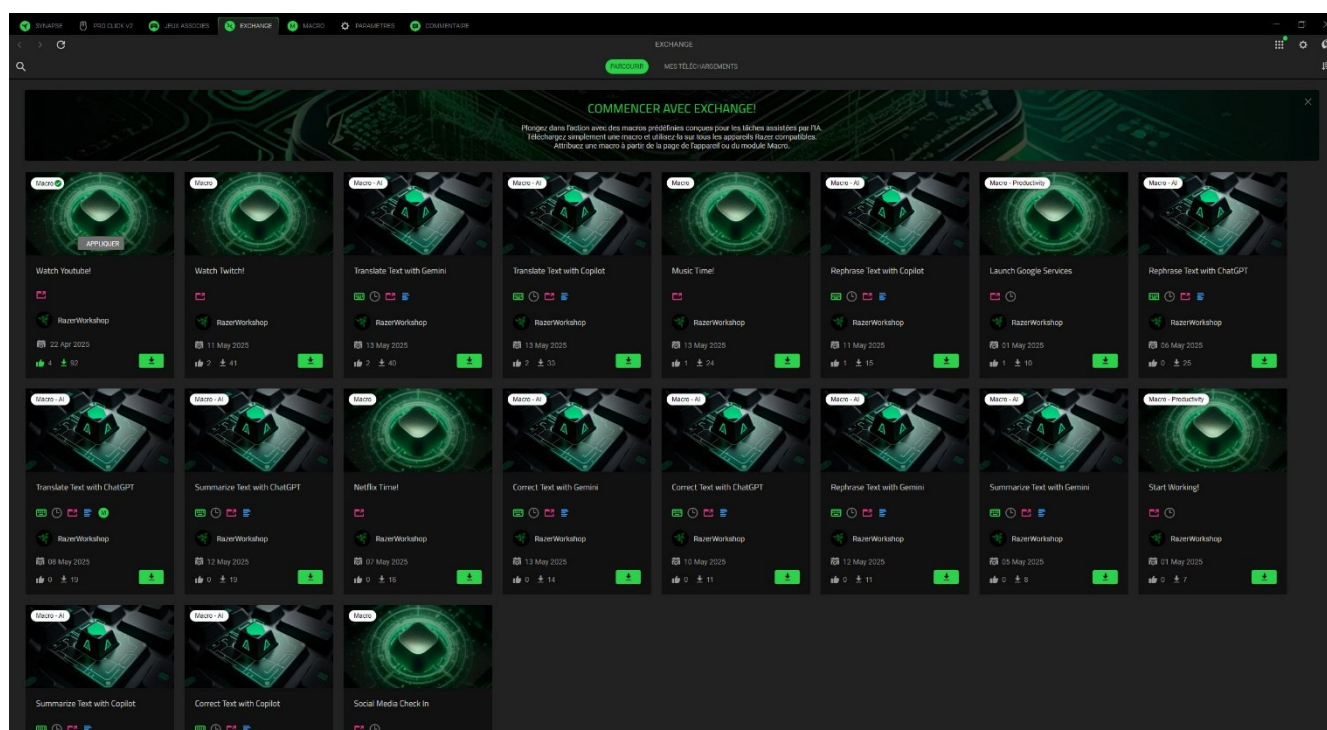 SYNAPSE
PRO CLICK V2
JEUX ASSOCIÉS
EXCHANGE
MACRO
PARAMÈTRES
COMMENTAIRE
EXCHANGE
PARCOURIR
MES TÉLÉCHARGEMENTS
COMMENCER AVEC EXCHANGE!
Plongez dans l'action avec des macros prédéfinies conçues pour les tâches assistées par l'IA.
Téléchargez simplement une macro et utilisez-la sur tous les appareils Razer compatibles.
Attribuez une macro à partir de la page de l'appareil ou du module Macro.
Macro
APPLIQUER
Watch Youtube!
RazerWorkshop
22 Apr 2025
4 92
Macro
Watch Twitch!
RazerWorkshop
11 May 2025
2 41
Macro - AI
Translate Text with Gemini
RazerWorkshop
13 May 2025
2 40
Macro - AI
Translate Text with Copilot
RazerWorkshop
13 May 2025
2 33
Macro
Music Time!
RazerWorkshop
13 May 2025
1 24
Macro - AI
Rephrase Text with Copilot
RazerWorkshop
11 May 2025
1 15
Macro - Productivity
Launch Google Services
RazerWorkshop
01 May 2025
1 10
Macro - AI
Rephrase Text with ChatGPT
RazerWorkshop
06 May 2025
0 25
Macro - AI
Translate Text with ChatGPT
M
RazerWorkshop
08 May 2025
0 19
Macro - AI
Summarize Text with ChatGPT
RazerWorkshop
12 May 2025
0 19
Macro
Netflix Time!
RazerWorkshop
07 May 2025
0 16
Macro - AI
Correct Text with Gemini
RazerWorkshop
13 May 2025
0 14
Macro - AI
Correct Text with ChatGPT
RazerWorkshop
10 May 2025
0 11
Macro - AI
Rephrase Text with Gemini
RazerWorkshop
12 May 2025
0 11
Macro - AI
Summarize Text with Gemini
RazerWorkshop
05 May 2025
0 8
Macro - Productivity
Start Working!
RazerWorkshop
01 May 2025
0 7
Macro - AI
Summarize Text with Copilot
Macro - AI
Correct Text with Copilot
Macro
Social Media Check In